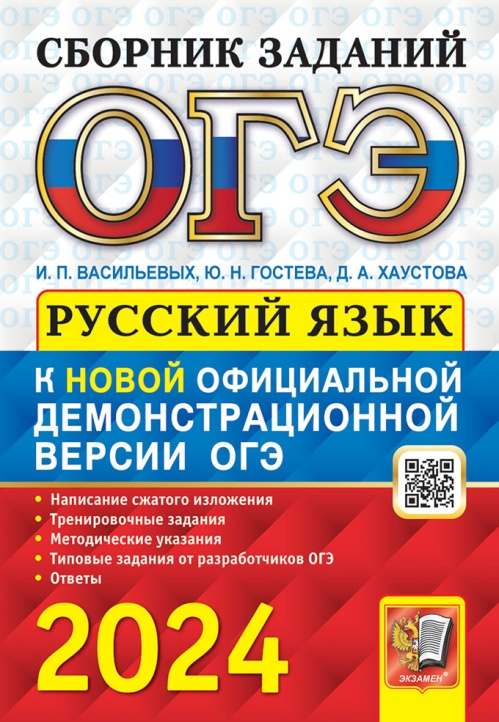 СБОРНИК ЗАДАНИЙ
ОГЭ
И. П. ВАСИЛЬЕВЫХ, Ю. Н. ГОСТЕВА, Д. А. ХАУСТОВА
РУССКИЙ ЯЗЫК
К НОВОЙ ОФИЦИАЛЬНОЙ
ДЕМОНСТРАЦИОННОЙ
ВЕРСИИ ОГЭ
• Написание сжатого изложения
• Тренировочные задания
• Методические указания
• Типовые задания от разработчиков ОГЭ
• Ответы
2024
ЭКЗАМЕН®